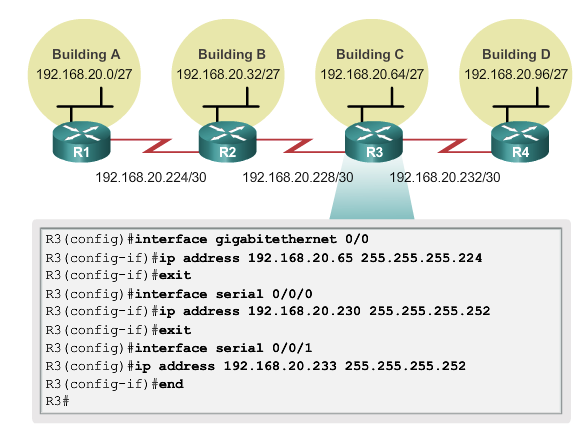 Building A
192.168.20.0/27
Building B
192.168.20.32/27
Building C
192.168.20.64/27
Building D
192.168.20.96/27
R1
R2
R3
R4
192.168.20.224/30
192.168.20.228/30
192.168.20.232/30
R3(config)#interface gigabitethernet 0/0
R3(config-if)#ip address 192.168.20.65 255.255.255.224
R3(config-if)#exit
R3(config)#interface serial 0/0/0
R3(config-if)#ip address 192.168.20.230 255.255.255.252
R3(config-if)#exit
R3(config)#interface serial 0/0/1
R3(config)#ip address 192.168.20.233 255.255.255.252
R3(config-if)#end
R3#